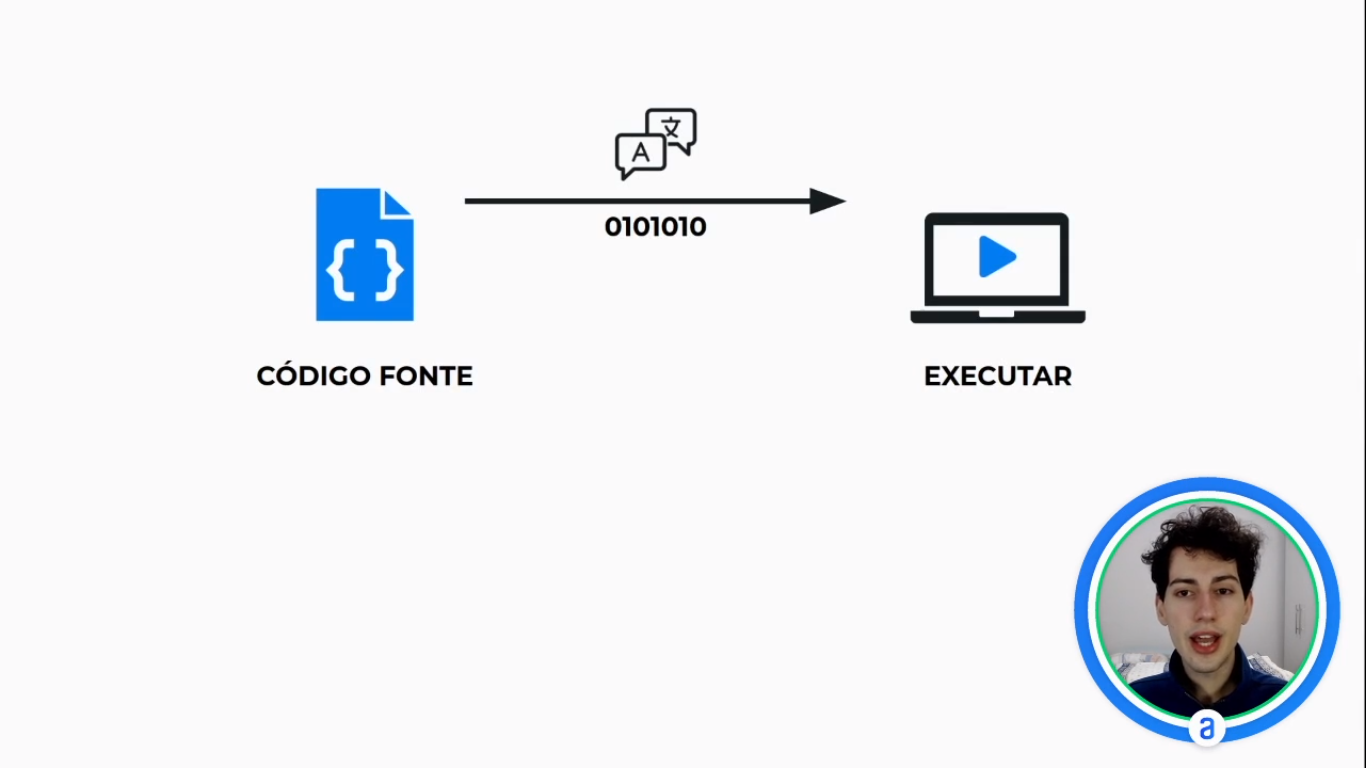 文
A
0101010
{ }
CÓDIGO FONTE
EXECUTAR
a